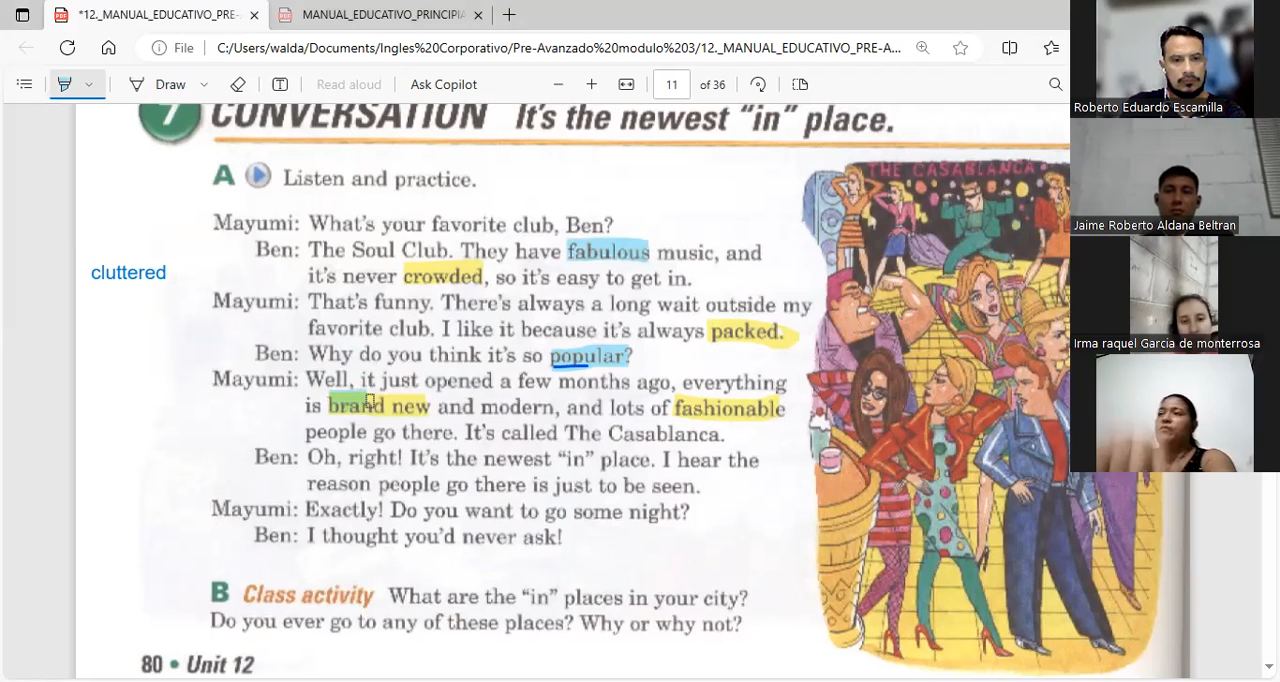 *12._MANUAL_EDUCATIVO_PRE-
MANUAL_EDUCATIVO_PRINCIPIA
File
C:/Users/walda/Documents/Ingles%20Corporativo/Pre-Avanzado%20modulo%203/12._MANUAL_EDUCATIVO_PRE-A...
Draw
Read aloud
Ask Copilot
11 of 36
7 CONVERSATION It's the newest "in" place.
A Listen and practice.
Mayumi: What's your favorite club, Ben?
Ben: The Soul Club. They have fabulous music, and
it's never crowded, so it's easy to get in.
cluttered
Mayumi: That's funny. There's always a long wait outside my
favorite club. I like it because it's always packed.
Ben: Why do you think it's so popular?
Mayumi: Well, it just opened a few months ago, everything
is brand new and modern, and lots of fashionable
people go there. It's called The Casablanca.
Ben: Oh, right! It's the newest "in" place. I hear the
reason people go there is just to be seen.
Mayumi: Exactly! Do you want to go some night?
Ben: I thought you'd never ask!
B Class activity What are the "in" places in your city?
Do you ever go to any of these places? Why or why not?
80 • Unit 12
THE CASABLANCA
Roberto Eduardo Escamilla
Jaime Roberto Aldana Beltran
Irma raquel Garcia de monterrosa